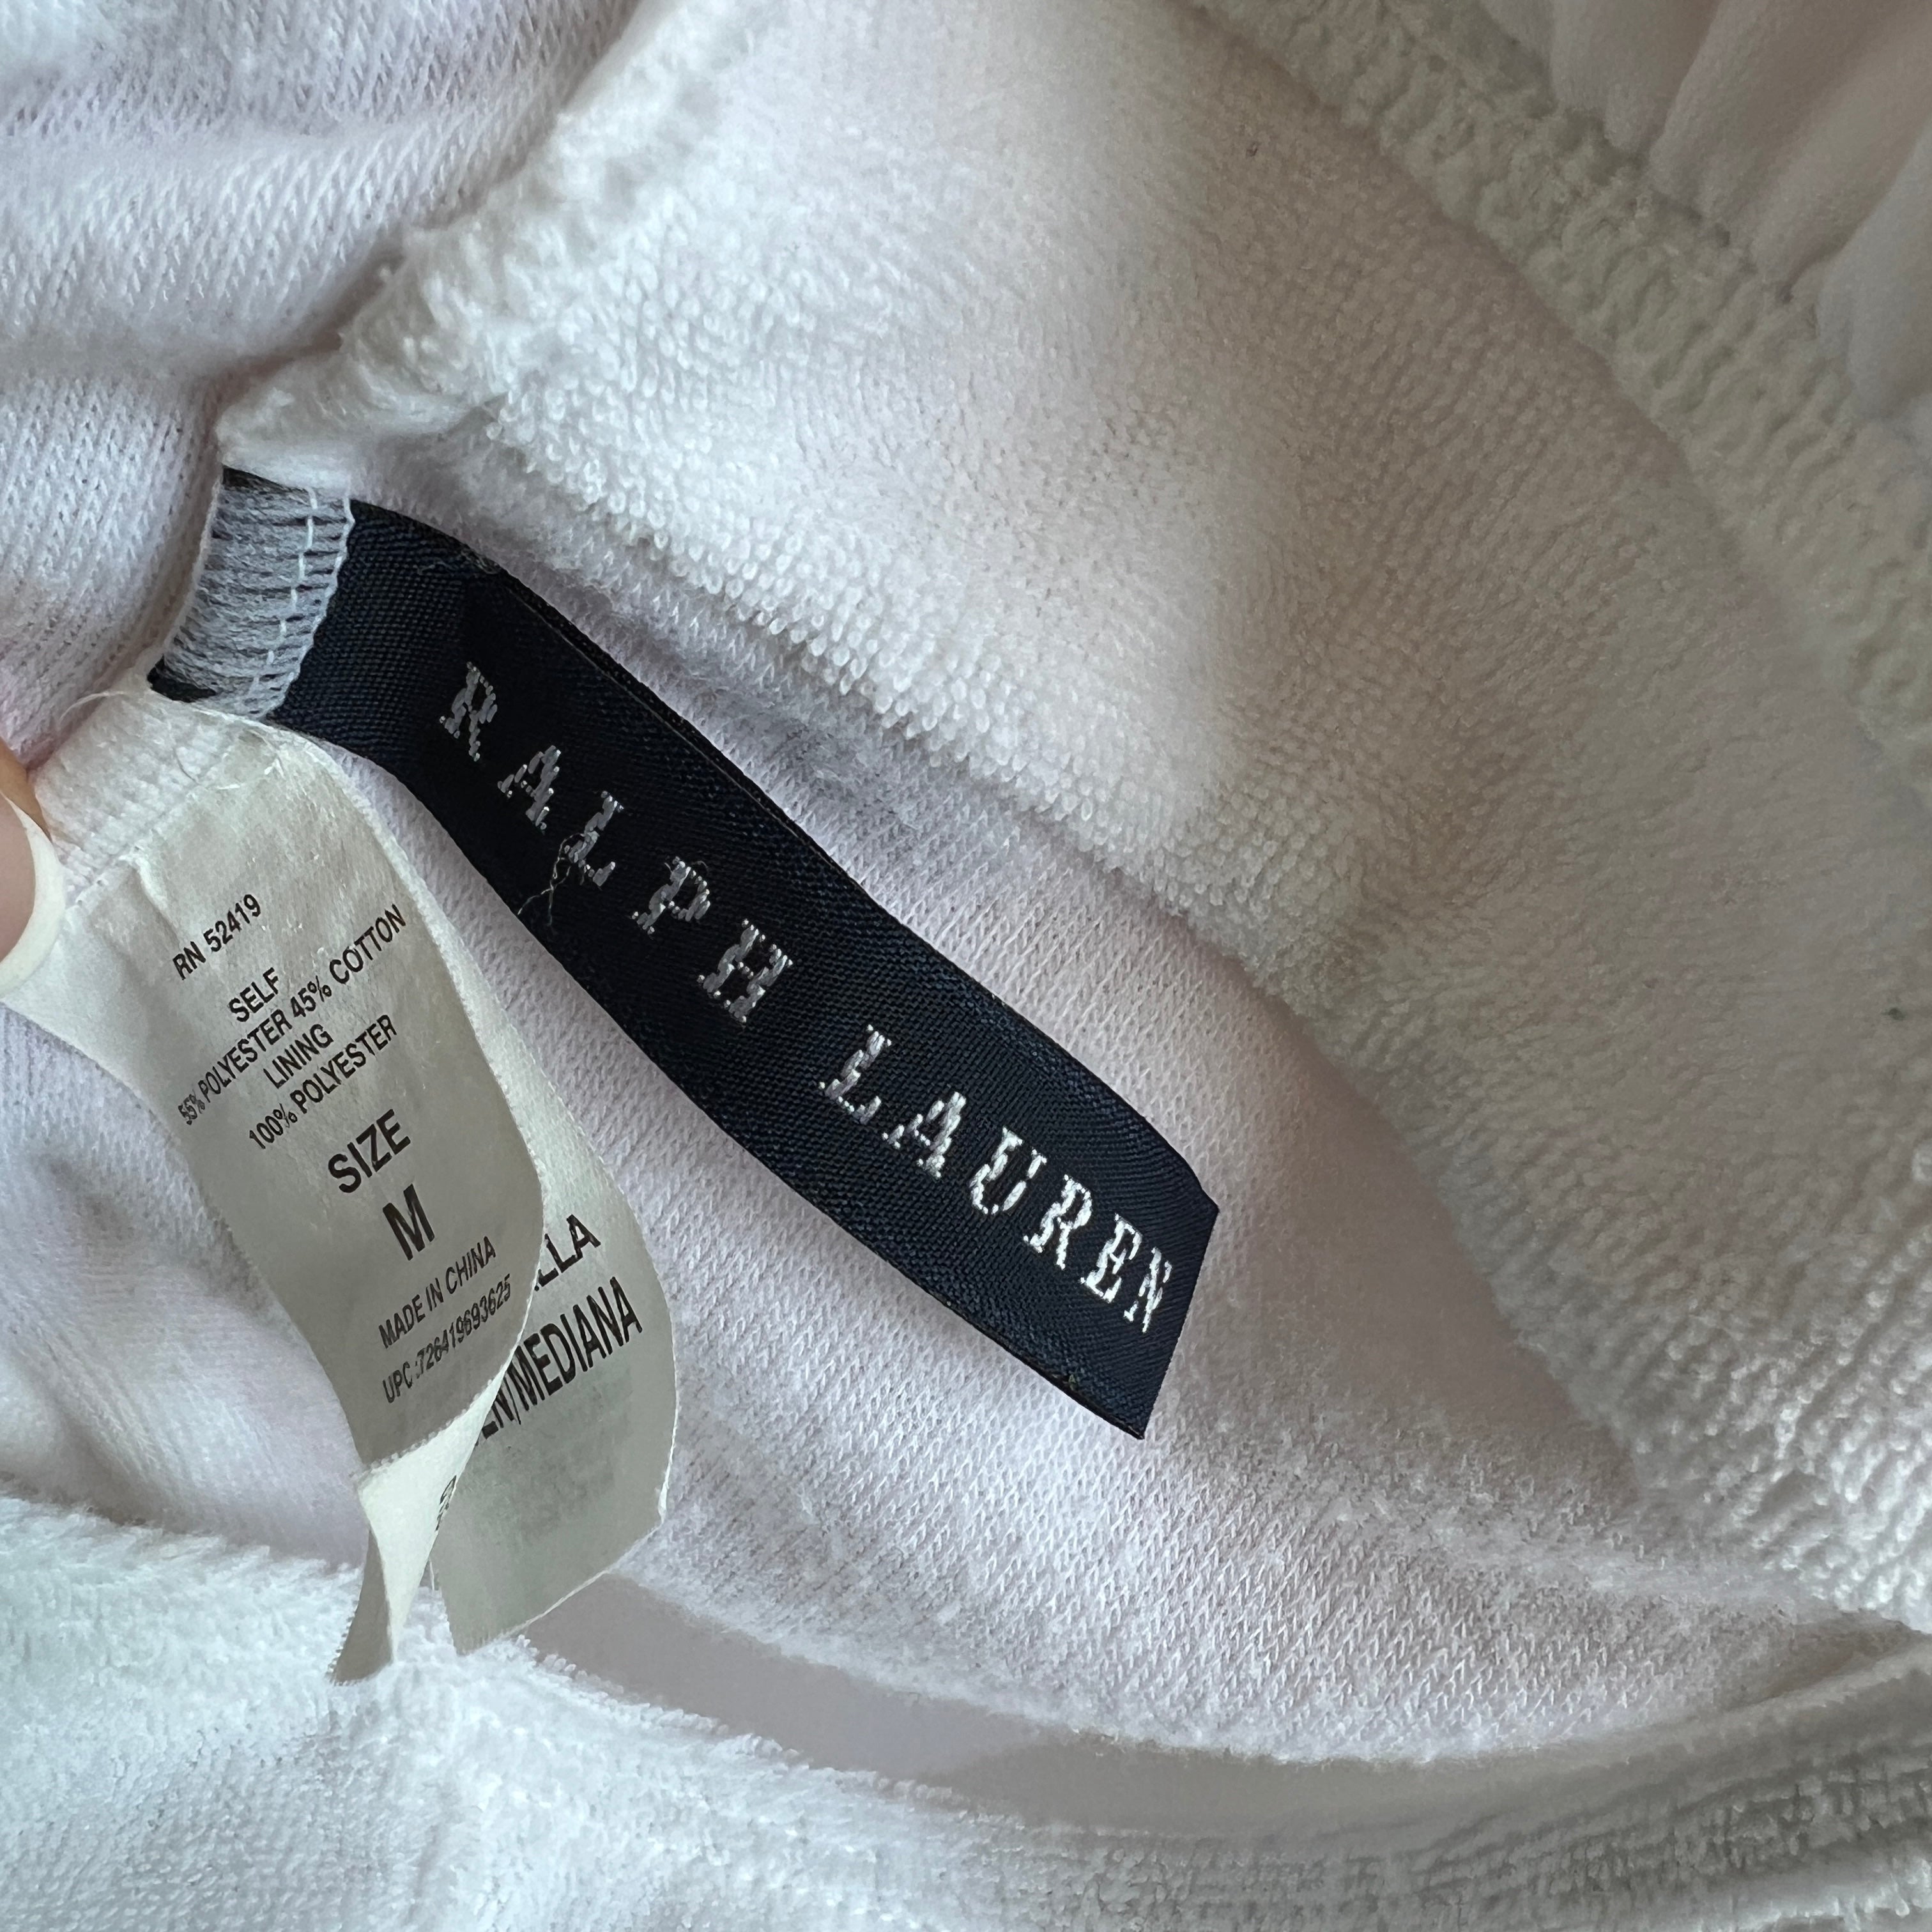 RALPH LAUREN
RN 52419
SELF
55% POLYESTER 45% COTTON
LINING
100% POLYESTER
SIZE
M
MADE IN CHINA
UPC:726419693625
MEDIANA